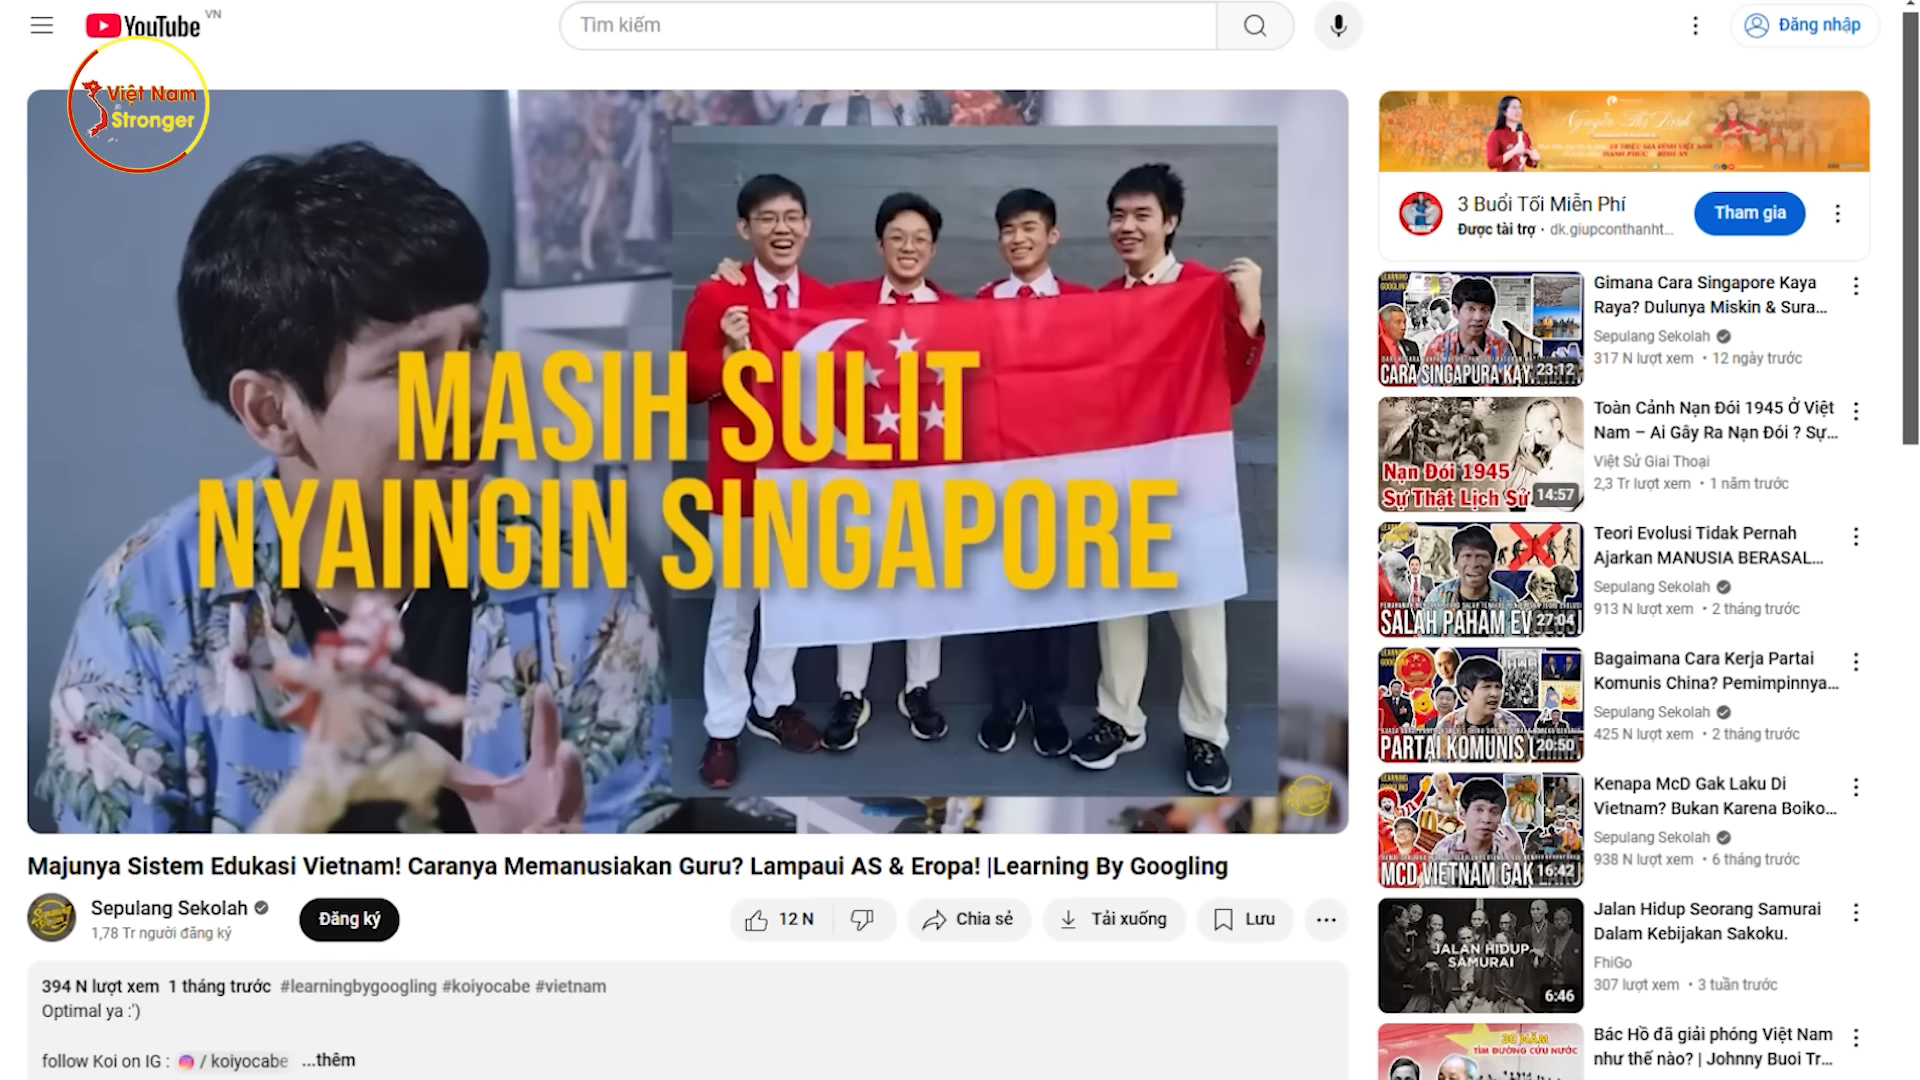 YouTube VN
Tìm kiếm
Đăng nhập
Việt Nam
Stronger
MASIH SULIT
NYAINGIN SINGAPORE
Majunya Sistem Edukasi Vietnam! Caranya Memanusiakan Guru? Lampaui AS & Eropa! |Learning By Googling
Sepulang Sekolah
1,78 Tr người đăng ký
Đăng ký
12 N
Chia sẻ
Tải xuống
Lưu
394 N lượt xem 1 tháng trước #learningbygoogling #koiyocabe #vietnam
Optimal ya :')
follow Koi on IG : / koiyocabe ...thêm
3 Buổi Tối Miễn Phí
Được tài trợ · dk.giupconthanht...
Tham gia
LEARNING
GOOGLING
CARA SINGAPURA KAY
23:12
Gimana Cara Singapore Kaya
Raya? Dulunya Miskin & Sura...
Sepulang Sekolah
317 N lượt xem • 12 ngày trước
Nạn Đói 1945
Sự Thật Lịch Sử
14:57
Toàn Cảnh Nạn Đói 1945 Ở Việt
Nam – Ai Gây Ra Nạn Đói ? Sự...
Việt Sử Giai Thoại
2,3 Tr lượt xem • 1 năm trước
SALAH PAHAM EV
27:04
Teori Evolusi Tidak Pernah
Ajarkan MANUSIA BERASAL...
Sepulang Sekolah
913 N lượt xem • 2 tháng trước
PARTAI KOMUNIS
20:50
Bagaimana Cara Kerja Partai
Komunis China? Pemimpinnya...
Sepulang Sekolah
425 N lượt xem • 2 tháng trước
MCD VIETNAM GAK
16:42
Kenapa McD Gak Laku Di
Vietnam? Bukan Karena Boiko...
Sepulang Sekolah
938 N lượt xem • 6 tháng trước
JALAN HIDUP
SAMURAI
6:46
Jalan Hidup Seorang Samurai
Dalam Kebijakan Sakoku.
FhiGo
307 lượt xem • 3 tuần trước
30 NĂM
TÌM ĐƯỜNG CỨU NƯỚC
Bác Hồ đã giải phóng Việt Nam
như thế nào? | Johnny Buoi Tr...